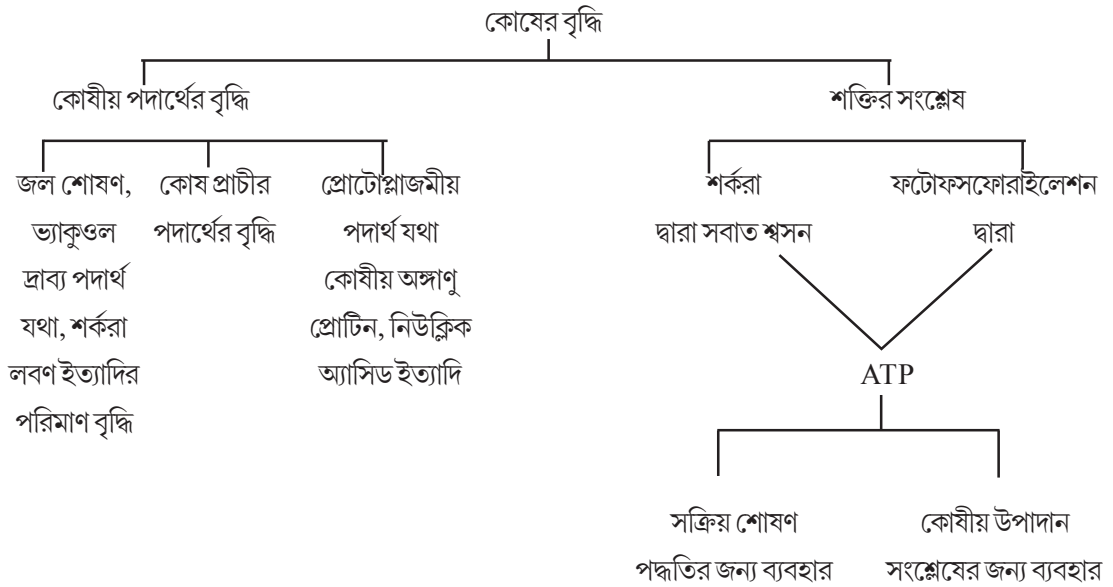 কোষের বৃদ্ধি
কোষীয় পদার্থের বৃদ্ধি
শক্তির সংশ্লেষ
জল শোষণ,
ভ্যাকুওল
দ্রাব্য পদার্থ
যথা, শর্করা
লবণ ইত্যাদির
পরিমাণ বৃদ্ধি
কোষ প্রাচীর
পদার্থের বৃদ্ধি
প্রোটোপ্লাজমীয়
পদার্থ যথা
কোষীয় অঙ্গাণু
প্রোটিন, নিউক্লিক
অ্যাসিড ইত্যাদি
শর্করা
দ্বারা সবাত শ্বসন
ফটোফসফোরাইলেশন
দ্বারা
ATP
সক্রিয় শোষণ
পদ্ধতির জন্য ব্যবহার
কোষীয় উপাদান
সংশ্লেষের জন্য ব্যবহার